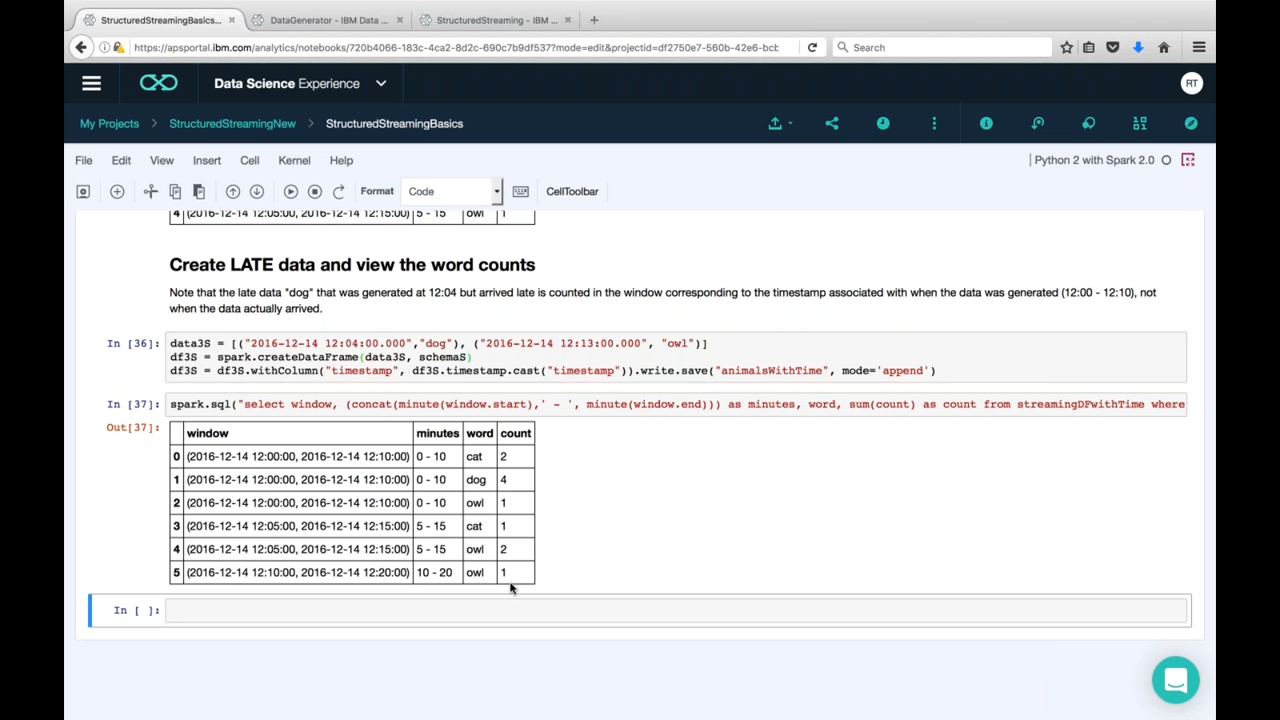 StructuredStreamingBasics... × DataGenerator - IBM Data ... × StructuredStreaming - IBM ... × +
https://apsportal.ibm.com/analytics/notebooks/720b4066-183c-4ca2-8d2c-690c7b9df537?mode=edit&projectid=df2750e7-560b-42e6-bcb Search
Data Science Experience RT
My Projects > StructuredStreamingNew > StructuredStreamingBasics
File Edit View Insert Cell Kernel Help Python 2 with Spark 2.0
Format Code CellToolbar
4 (2016-12-14 12:05:00, 2016-12-14 12:15:00) 5 - 15 owl 1
Create LATE data and view the word counts
Note that the late data "dog" that was generated at 12:04 but arrived late is counted in the window corresponding to the timestamp associated with when the data was generated (12:00 - 12:10), not
when the data actually arrived.
In [36]: data3S = [("2016-12-14 12:04:00.000","dog"), ("2016-12-14 12:13:00.000", "owl")]
df3S = spark.createDataFrame(data3S, schemaS)
df3S = df3S.withColumn("timestamp", df3S.timestamp.cast("timestamp")).write.save("animalsWithTime", mode='append')
In [37]: spark.sql("select window, (concat(minute(window.start),' - ', minute(window.end))) as minutes, word, sum(count) as count from streamingDFwithTime where
Out[37]:
window minutes word count
0 (2016-12-14 12:00:00, 2016-12-14 12:10:00) 0 - 10 cat 2
1 (2016-12-14 12:00:00, 2016-12-14 12:10:00) 0 - 10 dog 4
2 (2016-12-14 12:00:00, 2016-12-14 12:10:00) 0 - 10 owl 1
3 (2016-12-14 12:05:00, 2016-12-14 12:15:00) 5 - 15 cat 1
4 (2016-12-14 12:05:00, 2016-12-14 12:15:00) 5 - 15 owl 2
5 (2016-12-14 12:10:00, 2016-12-14 12:20:00) 10 - 20 owl 1
In [ ]: